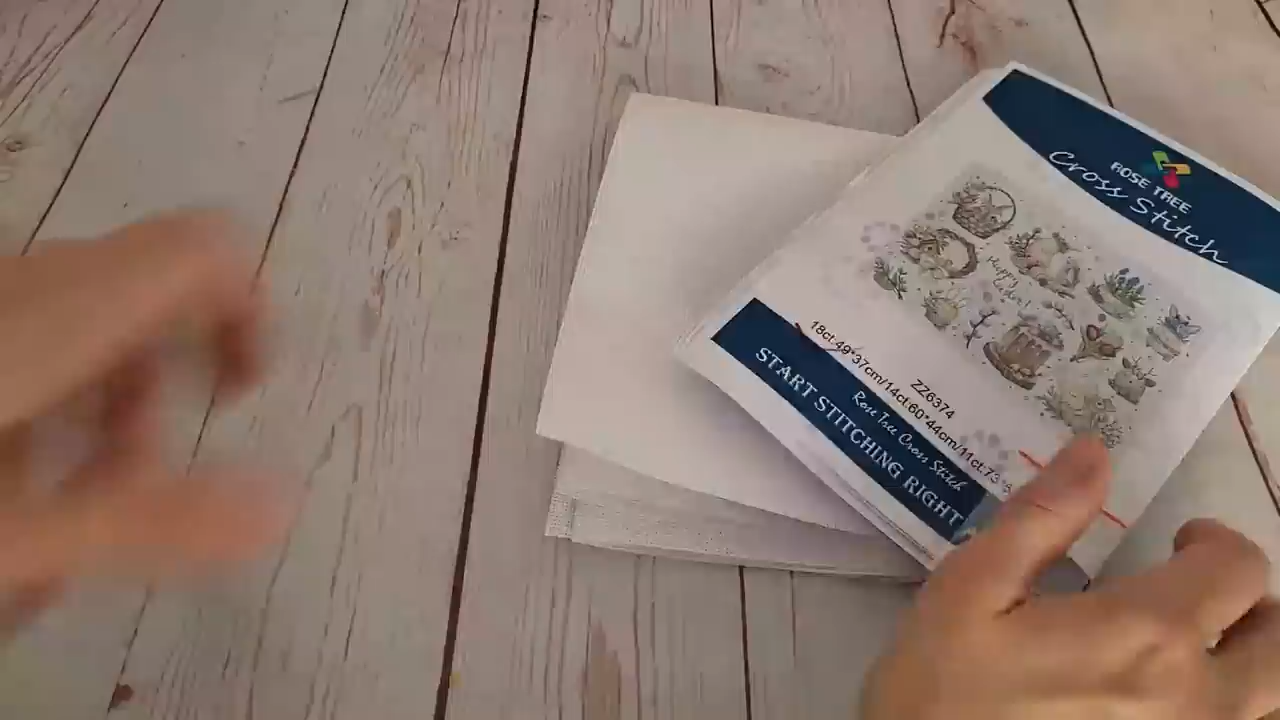 ROSE TREE
Cross Stitch
Happy
Easter!
ZZ6374
18ct:49*37cm/14ct:60*44cm/11ct:73*
Rose Tree Cross Stitch
START STITCHING RIGHT